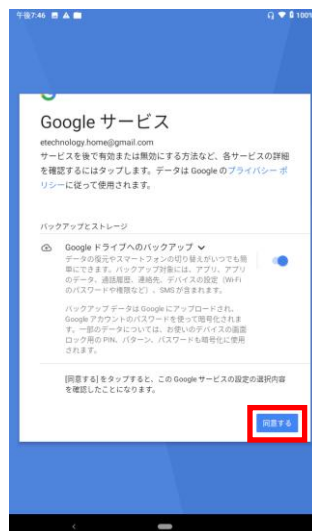 午後7:46
100%
Google サービス
etechnology.home@gmail.com
サービスを後で有効または無効にする方法など、各サービスの詳細
を確認するにはタップします。データは Google のプライバシー ポ
リシーに従って使用されます。
バックアップとストレージ
Google ドライブへのバックアップ
データの復元やスマートフォンの切り替えがいつでも簡
単にできます。バックアップ対象には、アプリ、アプリ
のデータ、通話履歴、連絡先、デバイスの設定（Wi-Fi
のパスワードや権限など）、SMS が含まれます。
バックアップ データは Google にアップロードされ、
Google アカウントのパスワードを使って暗号化されま
す。一部のデータについては、お使いのデバイスの画面
ロック用の PIN、パターン、パスワードも暗号化に使用
されます。
[同意する] をタップすると、この Google サービスの設定の選択内容
を確認したことになります。
同意する